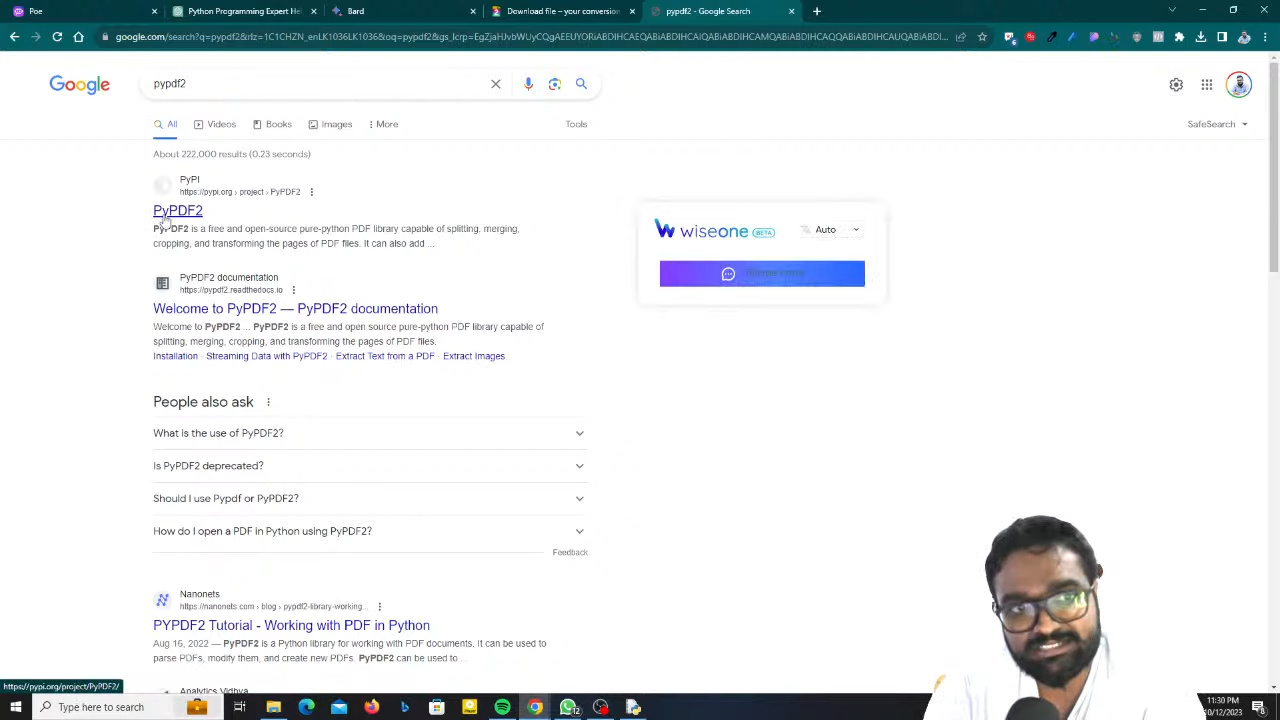 Poe
Python Programming Expert Hel
Bard
Download file – your conversion
pypdf2 - Google Search
Google
pypdf2
All
Videos
Books
Images
More
Tools
SafeSearch
About 222,000 results (0.23 seconds)
PyPI
https://pypi.org › project › PyPDF2
PyPDF2
PyPDF2 is a free and open-source pure-python PDF library capable of splitting, merging,
cropping, and transforming the pages of PDF files. It can also add ...
wiseone BETA
Auto
PyPDF2 documentation
https://pypdf2.readthedocs.io
Welcome to PyPDF2 — PyPDF2 documentation
Welcome to PyPDF2 ... PyPDF2 is a free and open source pure-python PDF library capable of
splitting, merging, cropping, and transforming the pages of PDF files.
Installation · Streaming Data with PyPDF2 · Extract Text from a PDF · Extract Images
People also ask
What is the use of PyPDF2?
Is PyPDF2 deprecated?
Should I use Pypdf or PyPDF2?
How do I open a PDF in Python using PyPDF2?
Feedback
Nanonets
https://nanonets.com › blog › pypdf2-library-working...
PYPDF2 Tutorial - Working with PDF in Python
Aug 16, 2022 — PyPDF2 is a Python library for working with PDF documents. It can be used to
parse PDFs, modify them, and create new PDFs. PyPDF2 can be used to ...
Analytics Vidhya
https://pypi.org/project/PyPDF2/
Type here to search
12
11:30 PM
10/12/2023